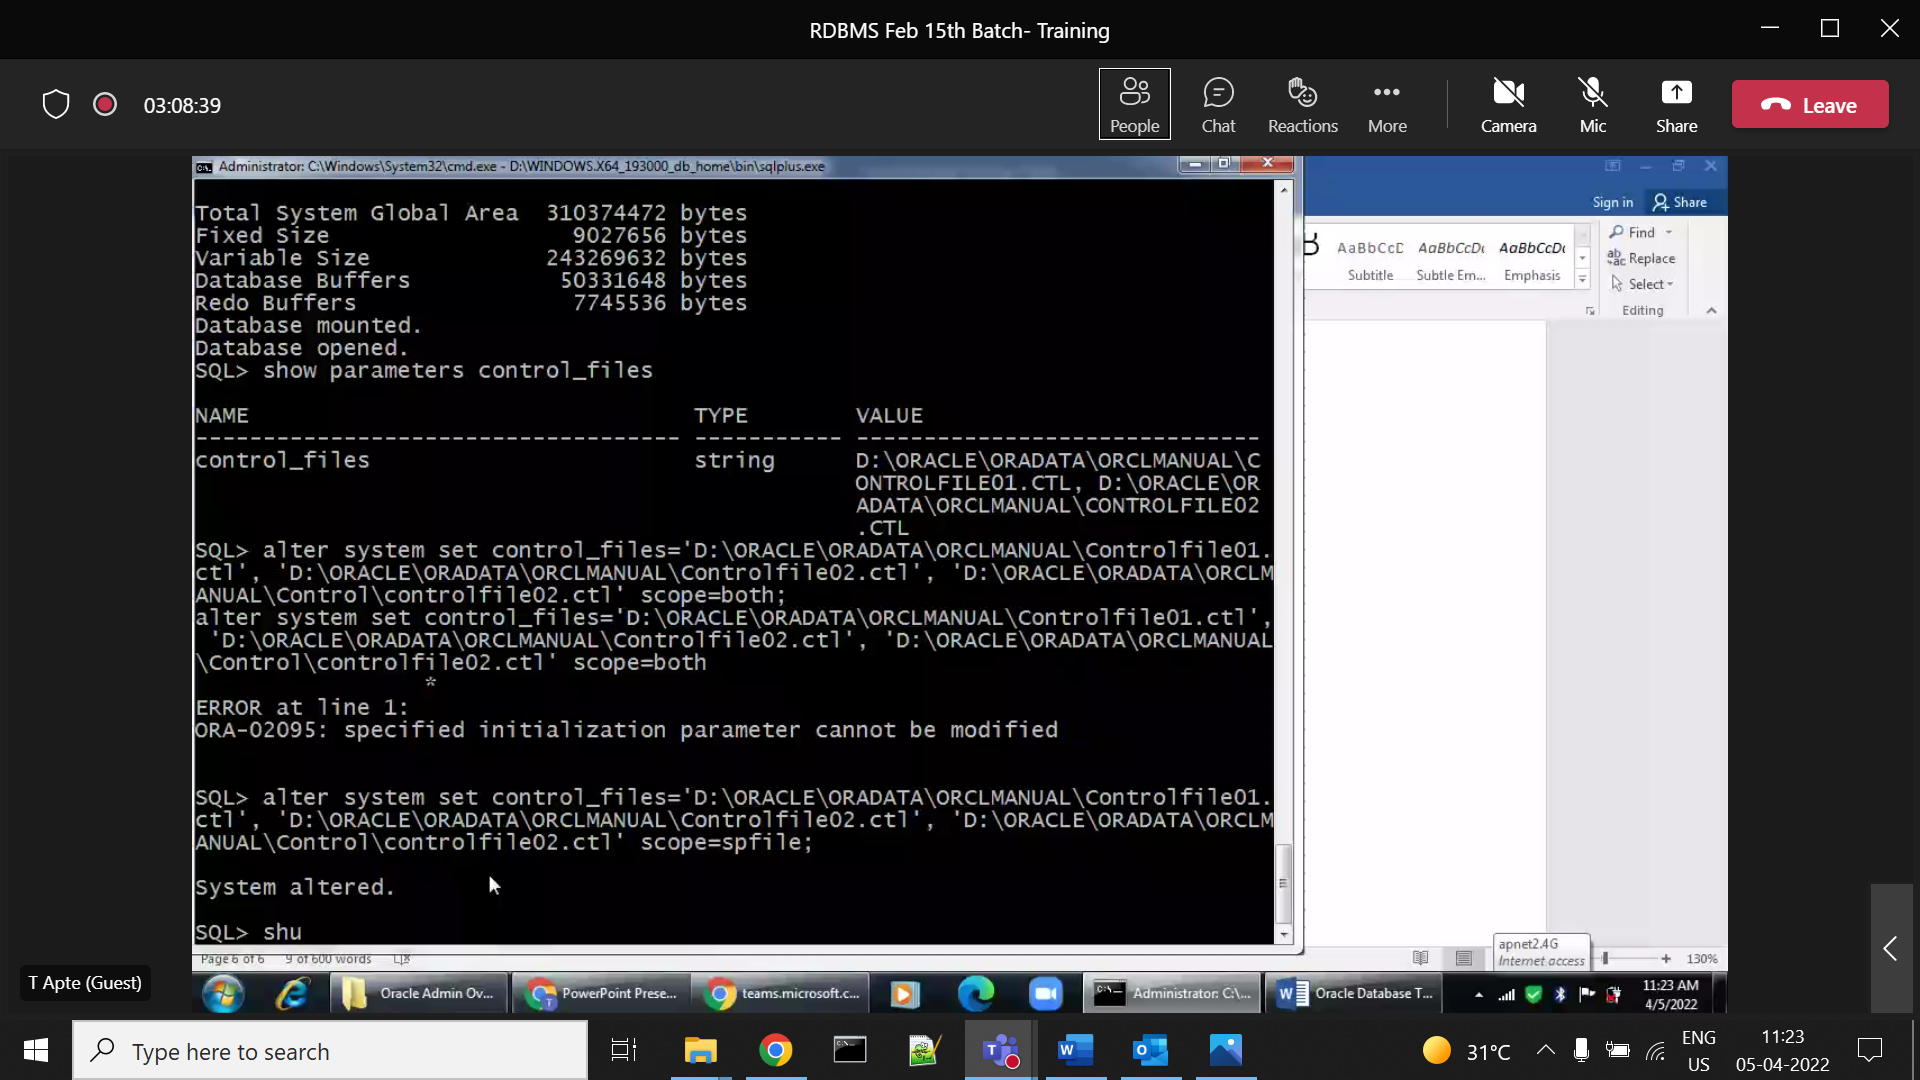 RDBMS Feb 15th Batch- Training
03:08:39
People
Chat
Reactions
More
Camera
Mic
Share
Leave
Administrator: C:\Windows\System32\cmd.exe - D:\WINDOWS.X64_193000_db_home\bin\sqlplus.exe
Total System Global Area 310374472 bytes
Fixed Size 9027656 bytes
Variable Size 243269632 bytes
Database Buffers 50331648 bytes
Redo Buffers 7745536 bytes
Database mounted.
Database opened.
SQL> show parameters control_files
NAME TYPE VALUE
------------------------------------ ----------- ------------------------------
control_files string D:\ORACLE\ORADATA\ORCLMANUAL\C
ONTROLFILE01.CTL, D:\ORACLE\OR
ADATA\ORCLMANUAL\CONTROLFILE02
.CTL
SQL> alter system set control_files='D:\ORACLE\ORADATA\ORCLMANUAL\Controlfile01.
ctl', 'D:\ORACLE\ORADATA\ORCLMANUAL\Controlfile02.ctl', 'D:\ORACLE\ORADATA\ORCLM
ANUAL\Control\controlfile02.ctl' scope=both;
alter system set control_files='D:\ORACLE\ORADATA\ORCLMANUAL\Controlfile01.ctl',
'D:\ORACLE\ORADATA\ORCLMANUAL\Controlfile02.ctl', 'D:\ORACLE\ORADATA\ORCLMANUAL
\Control\controlfile02.ctl' scope=both
*
ERROR at line 1:
ORA-02095: specified initialization parameter cannot be modified
SQL> alter system set control_files='D:\ORACLE\ORADATA\ORCLMANUAL\Controlfile01.
ctl', 'D:\ORACLE\ORADATA\ORCLMANUAL\Controlfile02.ctl', 'D:\ORACLE\ORADATA\ORCLM
ANUAL\Control\controlfile02.ctl' scope=spfile;
System altered.
SQL> shu
Sign in Share
AaBbCcD AaBbCcDt AaBbCcDt
Subtitle Subtle Em... Emphasis
Find
Replace
Select
Editing
Page 6 of 6 9 of 600 words
apnet2.4G
Internet access
130%
T Apte (Guest)
Oracle Admin Ov...
PowerPoint Prese...
teams.microsoft.c...
Administrator: C:\...
Oracle Database T...
11:23 AM
4/5/2022
Type here to search
31°C
ENG
US
11:23
05-04-2022